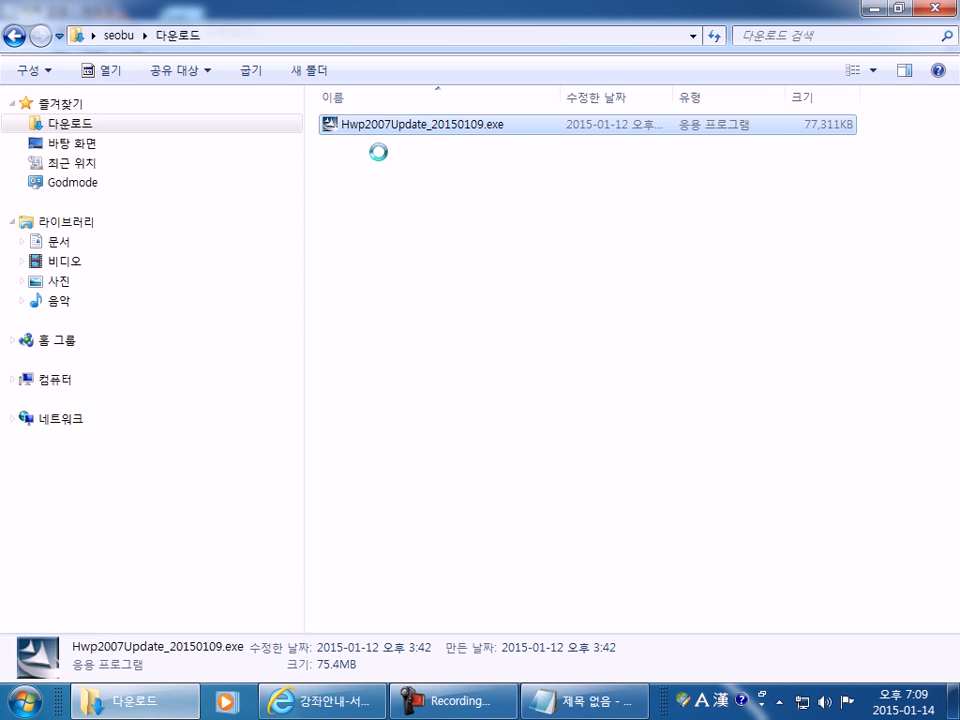 seobu 다운로드
다운로드 검색
구성 열기 공유 대상 굽기 새 폴더
이름 수정한 날짜 유형 크기
즐겨찾기
다운로드
바탕 화면
최근 위치
Godmode
라이브러리
문서
비디오
사진
음악
홈 그룹
컴퓨터
네트워크
Hwp2007Update_20150109.exe 2015-01-12 오후... 응용 프로그램 77,311KB
Hwp2007Update_20150109.exe 수정한 날짜: 2015-01-12 오후 3:42 만든 날짜: 2015-01-12 오후 3:42
응용 프로그램 크기: 75.4MB
다운로드 강좌안내-서... Recording... 제목 없음 - ... A 漢 오후 7:09
2015-01-14